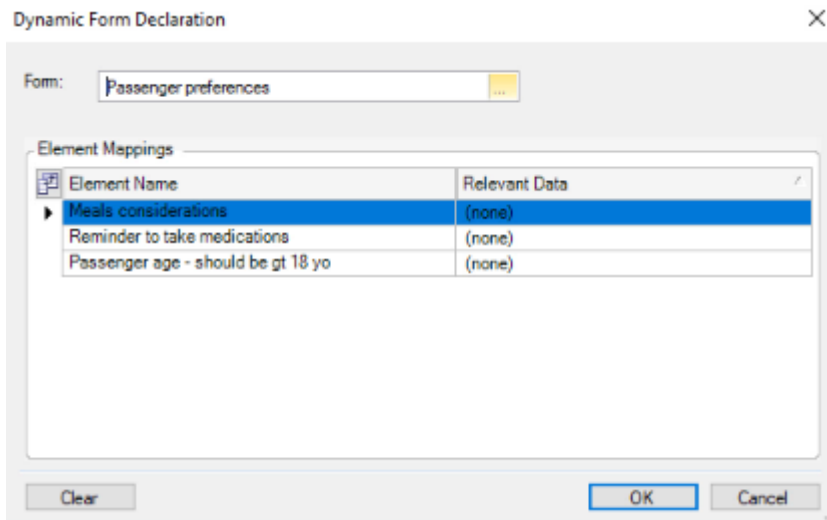 Dynamic Form Declaration
Form: Passenger preferences ...
Element Mappings
Element Name Relevant Data
Meals considerations (none)
Reminder to take medications (none)
Passenger age - should be gt 18 yo (none)
Clear OK Cancel